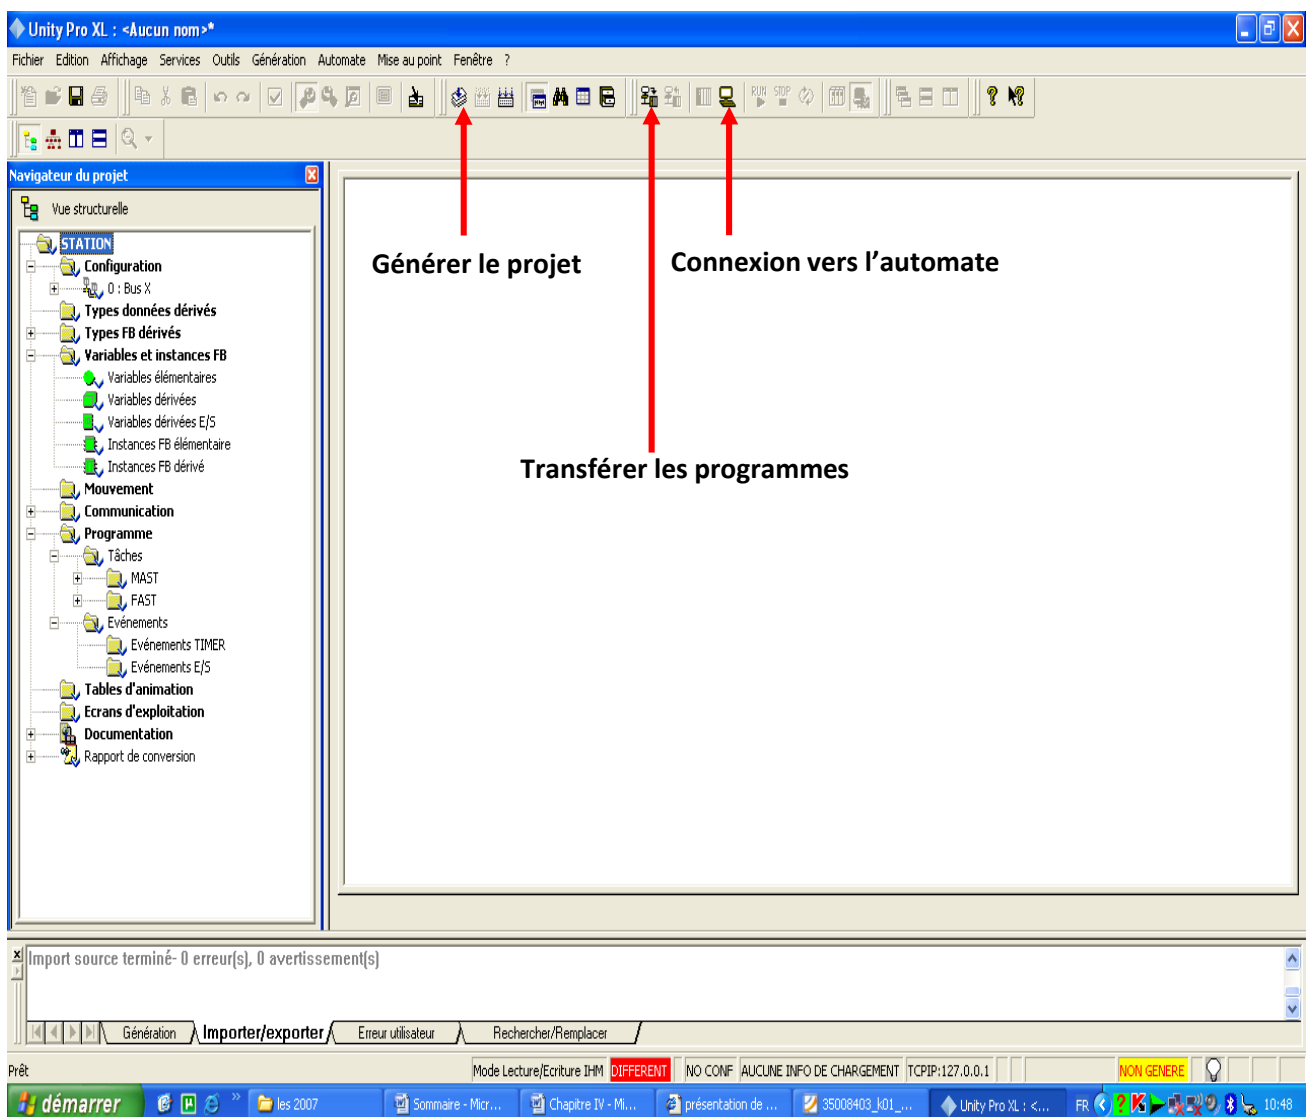 Unity Pro XL : <Aucun nom>*
Fichier Edition Affichage Services Outils Génération Automate Mise au point Fenêtre ?
RUN STOP
Navigateur du projet
Vue structurelle
STATION
Configuration
0 : Bus X
Types données dérivés
Types FB dérivés
Variables et instances FB
Variables élémentaires
Variables dérivées
Variables dérivées E/S
Instances FB élémentaire
Instances FB dérivé
Mouvement
Communication
Programme
Tâches
MAST
FAST
Evénements
Evénements TIMER
Evénements E/S
Tables d'animation
Ecrans d'exploitation
Documentation
Rapport de conversion
Générer le projet
Connexion vers l’automate
Transférer les programmes
Import source terminé- 0 erreur(s), 0 avertissement(s)
Génération Importer/exporter Erreur utilisateur Rechercher/Remplacer
Prêt Mode Lecture/Ecriture IHM DIFFERENT NO CONF AUCUNE INFO DE CHARGEMENT TCPIP:127.0.0.1 NON GENERE
démarrer les 2007 Sommaire - Micr... Chapitre IV - Mi... présentation de ... 35008403_k01_... Unity Pro XL : <... FR 10:48